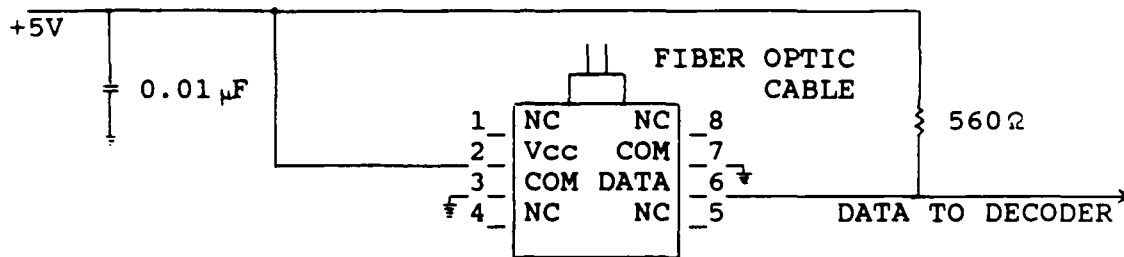 +5V
0.01 μF
FIBER OPTIC
CABLE
560Ω
1 NC NC 8
2 Vcc COM 7
3 COM DATA 6
4 NC NC 5
DATA TO DECODER